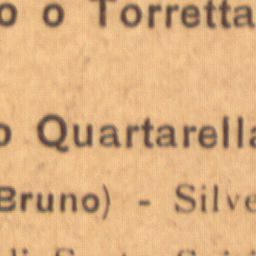 o o Torretta
o Quartarella
Bruno) - Silve